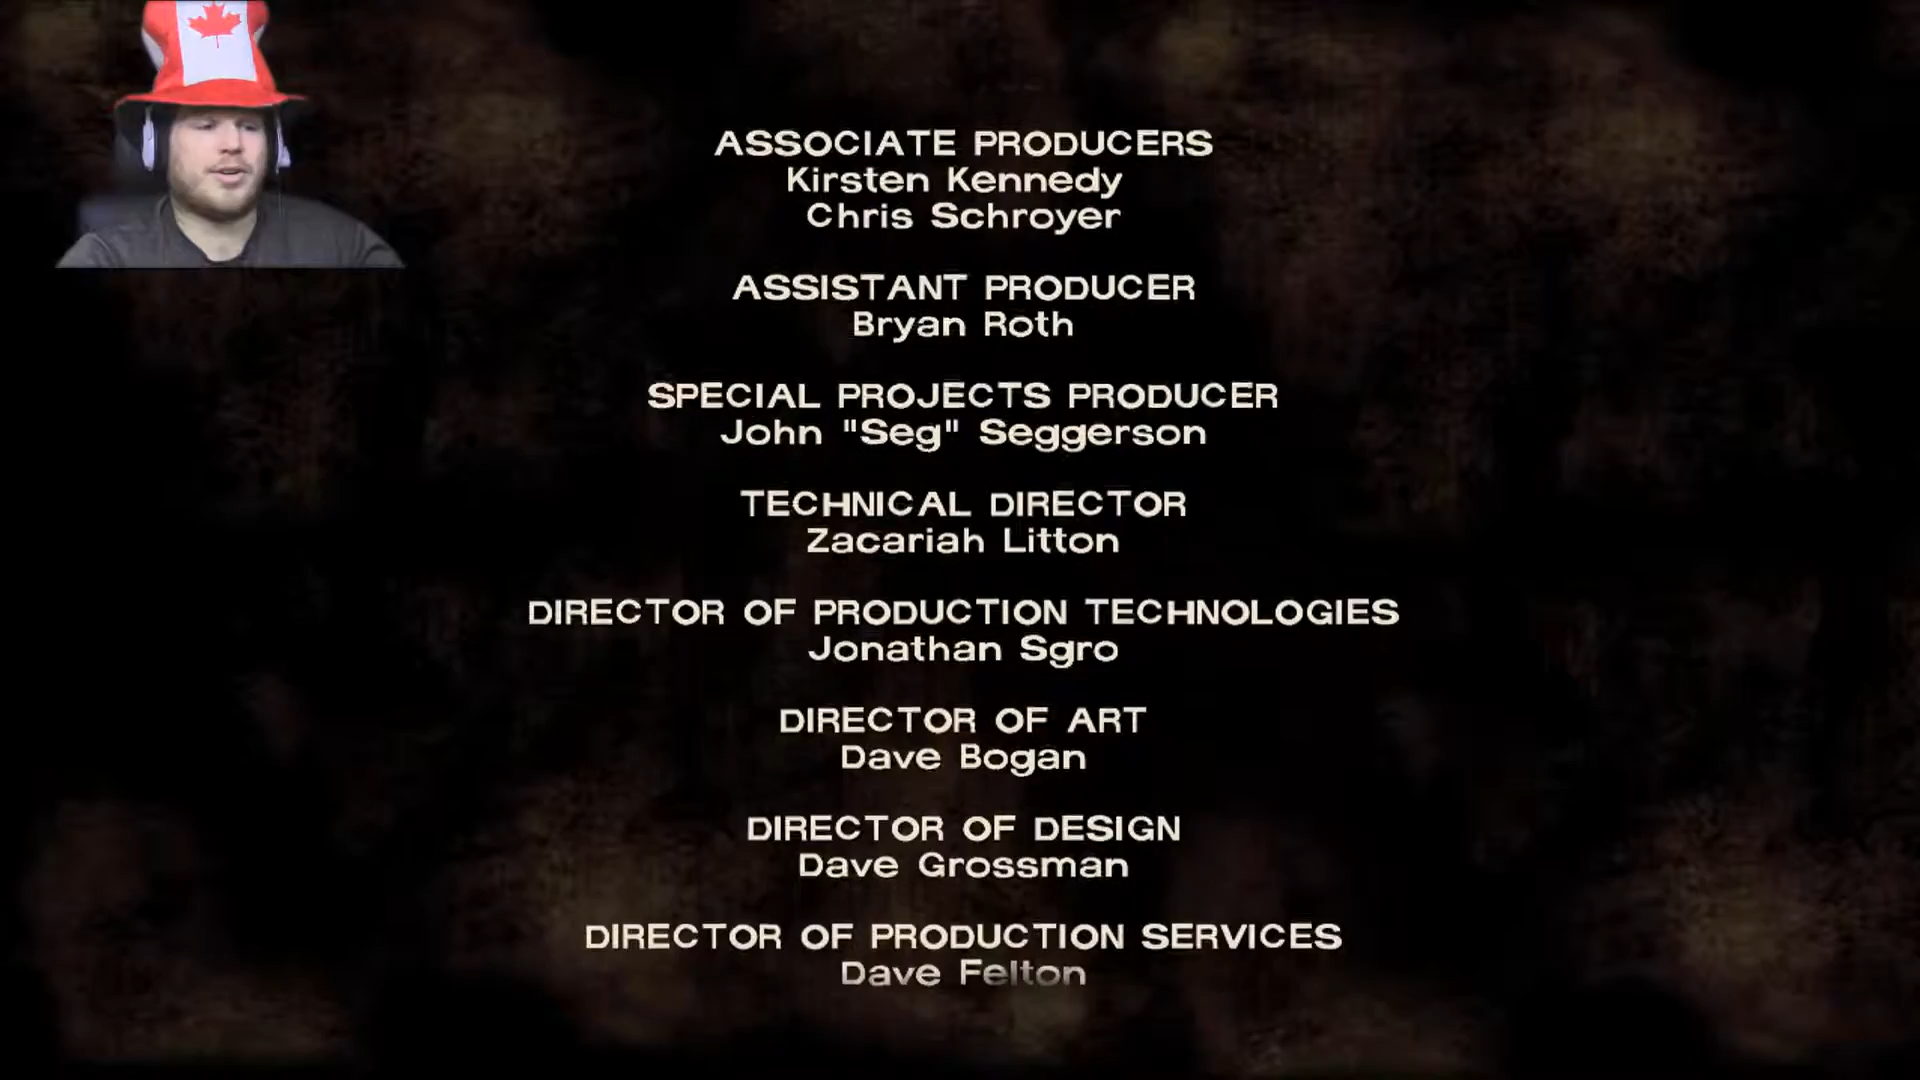 ASSOCIATE PRODUCERS
Kirsten Kennedy
Chris Schroyer
ASSISTANT PRODUCER
Bryan Roth
SPECIAL PROJECTS PRODUCER
John "Seg" Seggerson
TECHNICAL DIRECTOR
Zacariah Litton
DIRECTOR OF PRODUCTION TECHNOLOGIES
Jonathan Sgro
DIRECTOR OF ART
Dave Bogan
DIRECTOR OF DESIGN
Dave Grossman
DIRECTOR OF PRODUCTION SERVICES
Dave Felton